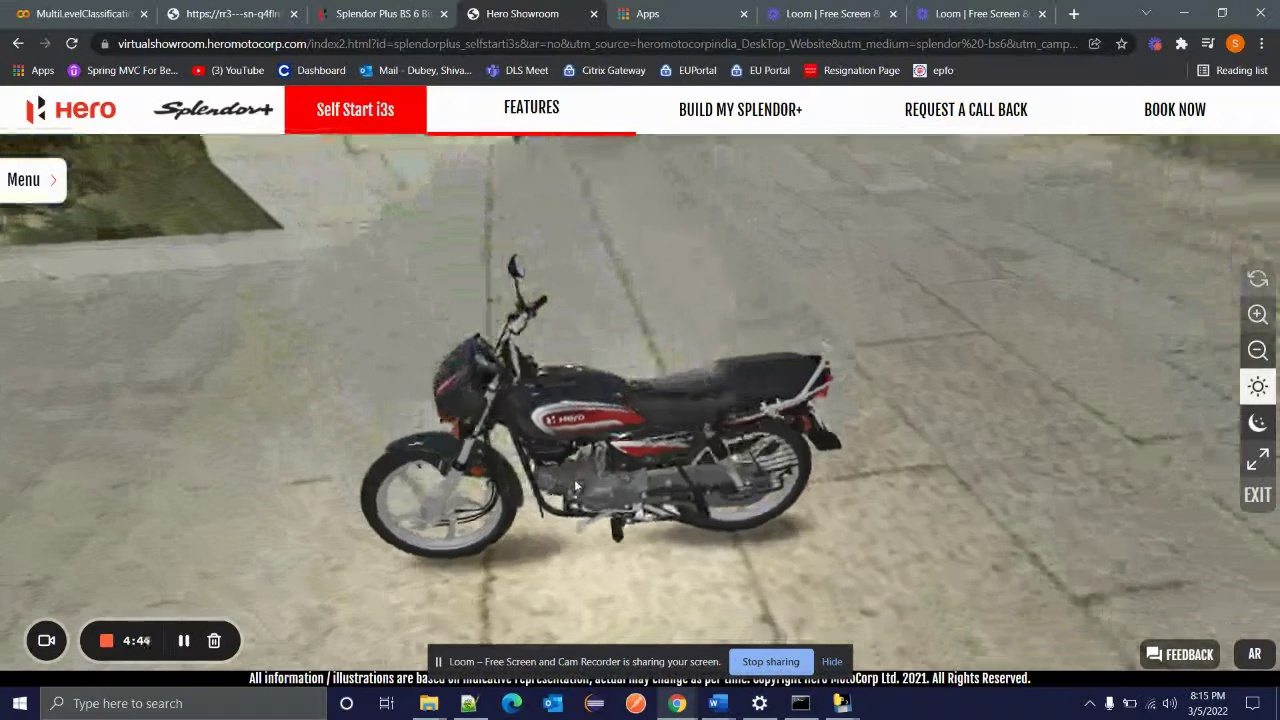 MultiLevelClassificatio
https://rr3---sn-q4fln
Splendor Plus BS 6 Bi
Hero Showroom
Apps
Loom | Free Screen &
Loom | Free Screen &
virtualshowroom.heromotocorp.com/index2.html?id=splendorplus_selfstarti3s&at=no&utm_source=heromotocorpindia_DeskTop_Website&utm_medium=splendor%20-bs6&utm_camp...
S
Apps
Spring MVC For Be...
(3) YouTube
Dashboard
Mail - Dubey, Shiva...
DLS Meet
Citrix Gateway
EUPortal
EU Portal
Resignation Page
epfo
Reading list
Hero
Splendor+
Self Start i3s
FEATURES
BUILD MY SPLENDOR+
REQUEST A CALL BACK
BOOK NOW
Menu
Hero
EXIT
4:44
Loom – Free Screen and Cam Recorder is sharing your screen.
Stop sharing
Hide
FEEDBACK
AR
All information / illustrations are based on indicative representation, actual may change as per time. Copyright Hero MotoCorp Ltd. 2021. All Rights Reserved.
Type here to search
8:15 PM
3/5/2022